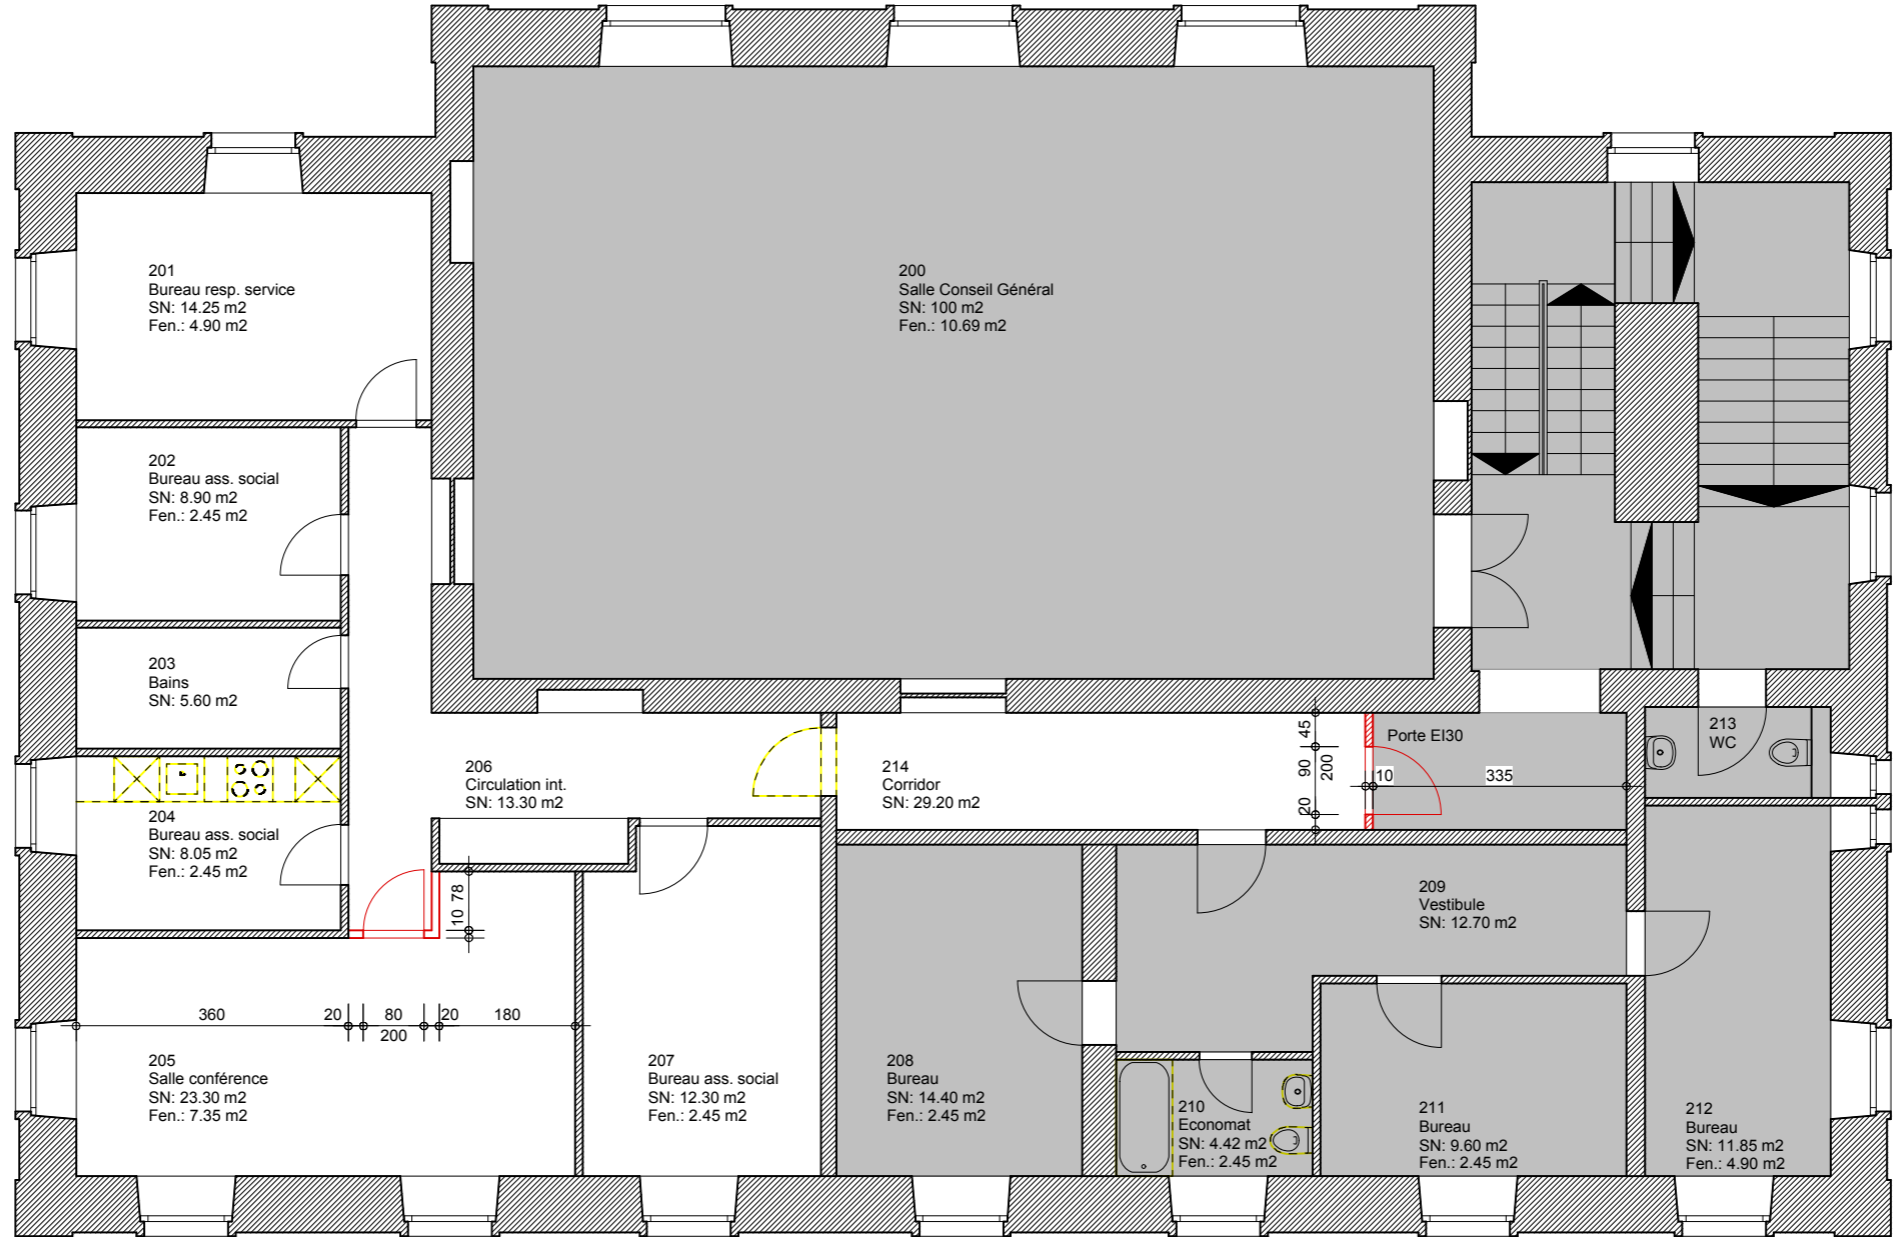 200
Salle Conseil Général
SN: 100 m2
Fen.: 10.69 m2
201
Bureau resp. service
SN: 14.25 m2
Fen.: 4.90 m2
202
Bureau ass. social
SN: 8.90 m2
Fen.: 2.45 m2
203
Bains
SN: 5.60 m2
204
Bureau ass. social
SN: 8.05 m2
Fen.: 2.45 m2
206
Circulation int.
SN: 13.30 m2
214
Corridor
SN: 29.20 m2
45
90
200
20
Porte EI30
10
335
213
WC
78
10
209
Vestibule
SN: 12.70 m2
360
20
80
200
20
180
205
Salle conférence
SN: 23.30 m2
Fen.: 7.35 m2
207
Bureau ass. social
SN: 12.30 m2
Fen.: 2.45 m2
208
Bureau
SN: 14.40 m2
Fen.: 2.45 m2
210
Economat
SN: 4.42 m2
Fen.: 2.45 m2
211
Bureau
SN: 9.60 m2
Fen.: 2.45 m2
212
Bureau
SN: 11.85 m2
Fen.: 4.90 m2